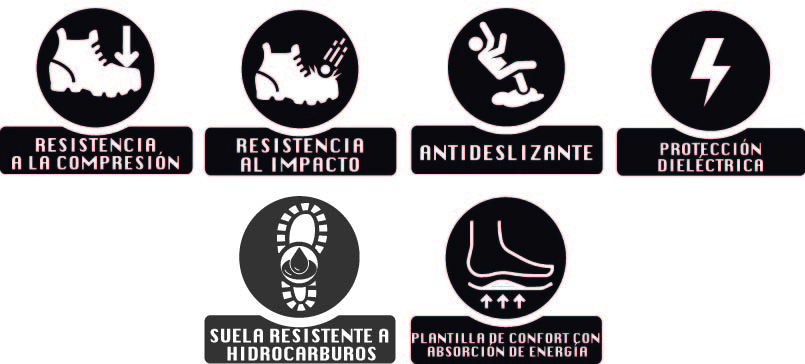 RESISTENCIA
A LA COMPRESIÓN
RESISTENCIA
AL IMPACTO
ANTIDESLIZANTE
PROTECCIÓN
DIELÉCTRICA
SUELA RESISTENTE A
HIDROCARBUROS
PLANTILLA DE CONFORT CON
ABSORCIÓN DE ENERGÍA